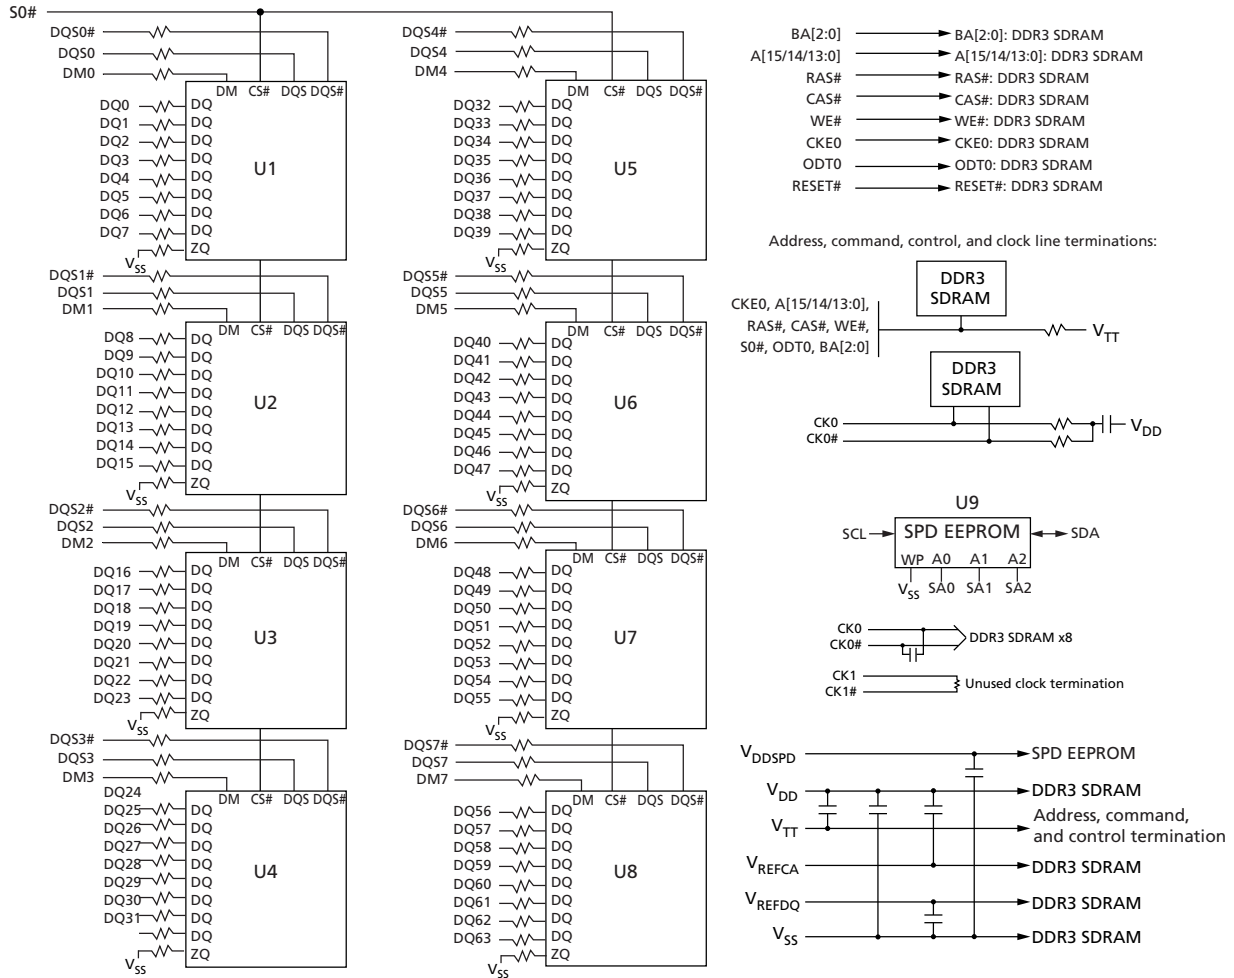 S0#
DQS0#
DQS0
DM0
DM CS# DQS DQS#
DQ0 DQ
DQ1 DQ
DQ2 DQ
DQ3 DQ
DQ4 DQ
DQ5 DQ
DQ6 DQ
DQ7 DQ
VSS ZQ
U1
DQS1#
DQS1
DM1
DM CS# DQS DQS#
DQ8 DQ
DQ9 DQ
DQ10 DQ
DQ11 DQ
DQ12 DQ
DQ13 DQ
DQ14 DQ
DQ15 DQ
VSS ZQ
U2
DQS2#
DQS2
DM2
DM CS# DQS DQS#
DQ16 DQ
DQ17 DQ
DQ18 DQ
DQ19 DQ
DQ20 DQ
DQ21 DQ
DQ22 DQ
DQ23 DQ
VSS ZQ
U3
DQS3#
DQS3
DM3
DM CS# DQS DQS#
DQ24
DQ25 DQ
DQ26 DQ
DQ27 DQ
DQ28 DQ
DQ29 DQ
DQ30 DQ
DQ31 DQ
DQ
VSS ZQ
U4
DQS4#
DQS4
DM4
DM CS# DQS DQS#
DQ32 DQ
DQ33 DQ
DQ34 DQ
DQ35 DQ
DQ36 DQ
DQ37 DQ
DQ38 DQ
DQ39 DQ
VSS ZQ
U5
DQS5#
DQS5
DM5
DM CS# DQS DQS#
DQ40 DQ
DQ41 DQ
DQ42 DQ
DQ43 DQ
DQ44 DQ
DQ45 DQ
DQ46 DQ
DQ47 DQ
VSS ZQ
U6
DQS6#
DQS6
DM6
DM CS# DQS DQS#
DQ48 DQ
DQ49 DQ
DQ50 DQ
DQ51 DQ
DQ52 DQ
DQ53 DQ
DQ54 DQ
DQ55 DQ
VSS ZQ
U7
DQS7#
DQS7
DM7
DM CS# DQS DQS#
DQ56 DQ
DQ57 DQ
DQ58 DQ
DQ59 DQ
DQ60 DQ
DQ61 DQ
DQ62 DQ
DQ63 DQ
VSS ZQ
U8
BA[2:0] BA[2:0]: DDR3 SDRAM
A[15/14/13:0] A[15/14/13:0]: DDR3 SDRAM
RAS# RAS#: DDR3 SDRAM
CAS# CAS#: DDR3 SDRAM
WE# WE#: DDR3 SDRAM
CKE0 CKE0: DDR3 SDRAM
ODT0 ODT0: DDR3 SDRAM
RESET# RESET#: DDR3 SDRAM
Address, command, control, and clock line terminations:
DDR3
SDRAM
CKE0, A[15/14/13:0],
RAS#, CAS#, WE#,
S0#, ODT0, BA[2:0]
VTT
DDR3
SDRAM
CK0
CK0#
VDD
U9
SCL SPD EEPROM SDA
WP A0 A1 A2
VSS SA0 SA1 SA2
CK0
CK0#
DDR3 SDRAM x8
CK1
CK1#
Unused clock termination
VDDSPD SPD EEPROM
VDD DDR3 SDRAM
VTT Address, command,
and control termination
VREFCA DDR3 SDRAM
VREFDQ DDR3 SDRAM
VSS DDR3 SDRAM